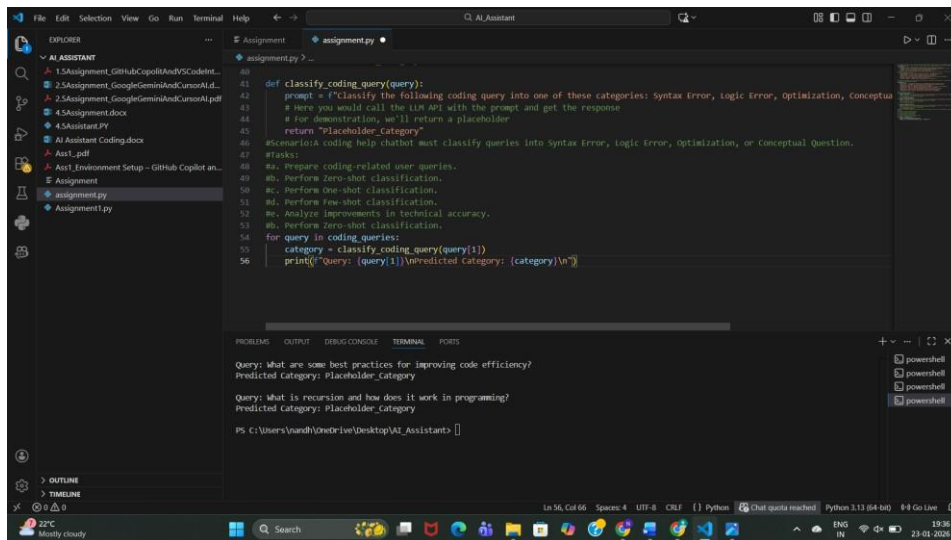 File Edit Selection View Go Run Terminal Help
AI_Assistant
EXPLORER
AI_ASSISTANT
1.5Assignment_GitHubCopolitAndVSCodeInt...
2.5Assignment_GoogleGeminiAndCursorAI.d...
2.5Assignment_GoogleGeminiAndCursorAI.pdf
4.5Assignment.docx
4.5Assistant.PY
AI Assistant Coding.docx
Ass1_.pdf
Ass1_Environment Setup – GitHub Copilot an...
Assignment
assignment.py
Assignment1.py
OUTLINE
TIMELINE
Assignment
assignment.py
assignment.py > ...
40
41 def classify_coding_query(query):
42 prompt = f"Classify the following coding query into one of these categories: Syntax Error, Logic Error, Optimization, Conceptua
43 # Here you would call the LLM API with the prompt and get the response
44 # For demonstration, we'll return a placeholder
45 return "Placeholder_Category"
46 #Scenario:A coding help chatbot must classify queries into Syntax Error, Logic Error, Optimization, or Conceptual Question.
47 #Tasks:
48 #a. Prepare coding-related user queries.
49 #b. Perform Zero-shot classification.
50 #c. Perform One-shot classification.
51 #d. Perform Few-shot classification.
52 #e. Analyze improvements in technical accuracy.
53 #b. Perform Zero-shot classification.
54 for query in coding_queries:
55 category = classify_coding_query(query[1])
56 print(f"Query: {query[1]}\nPredicted Category: {category}\n")
PROBLEMS OUTPUT DEBUG CONSOLE TERMINAL PORTS
Query: What are some best practices for improving code efficiency?
Predicted Category: Placeholder_Category
Query: What is recursion and how does it work in programming?
Predicted Category: Placeholder_Category
PS C:\Users\nandh\OneDrive\Desktop\AI_Assistant>
powershell
powershell
powershell
powershell
0 0
Ln 56, Col 66 Spaces: 4 UTF-8 CRLF {} Python Chat quota reached Python 3.13 (64-bit) Go Live
22°C
Mostly cloudy
Search
ENG
IN
19:36
23-01-2026